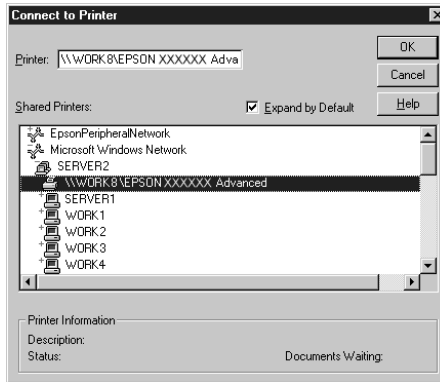 Connect to Printer
Printer: \\WORK8\EPSON XXXXXX Adva
OK
Cancel
Help
Shared Printers:
Expand by Default
EpsonPeripheralNetwork
Microsoft Windows Network
SERVER2
\\WORK8\EPSON XXXXXX Advanced
SERVER1
WORK1
WORK2
WORK3
WORK4
Printer Information
Description:
Status: Documents Waiting: